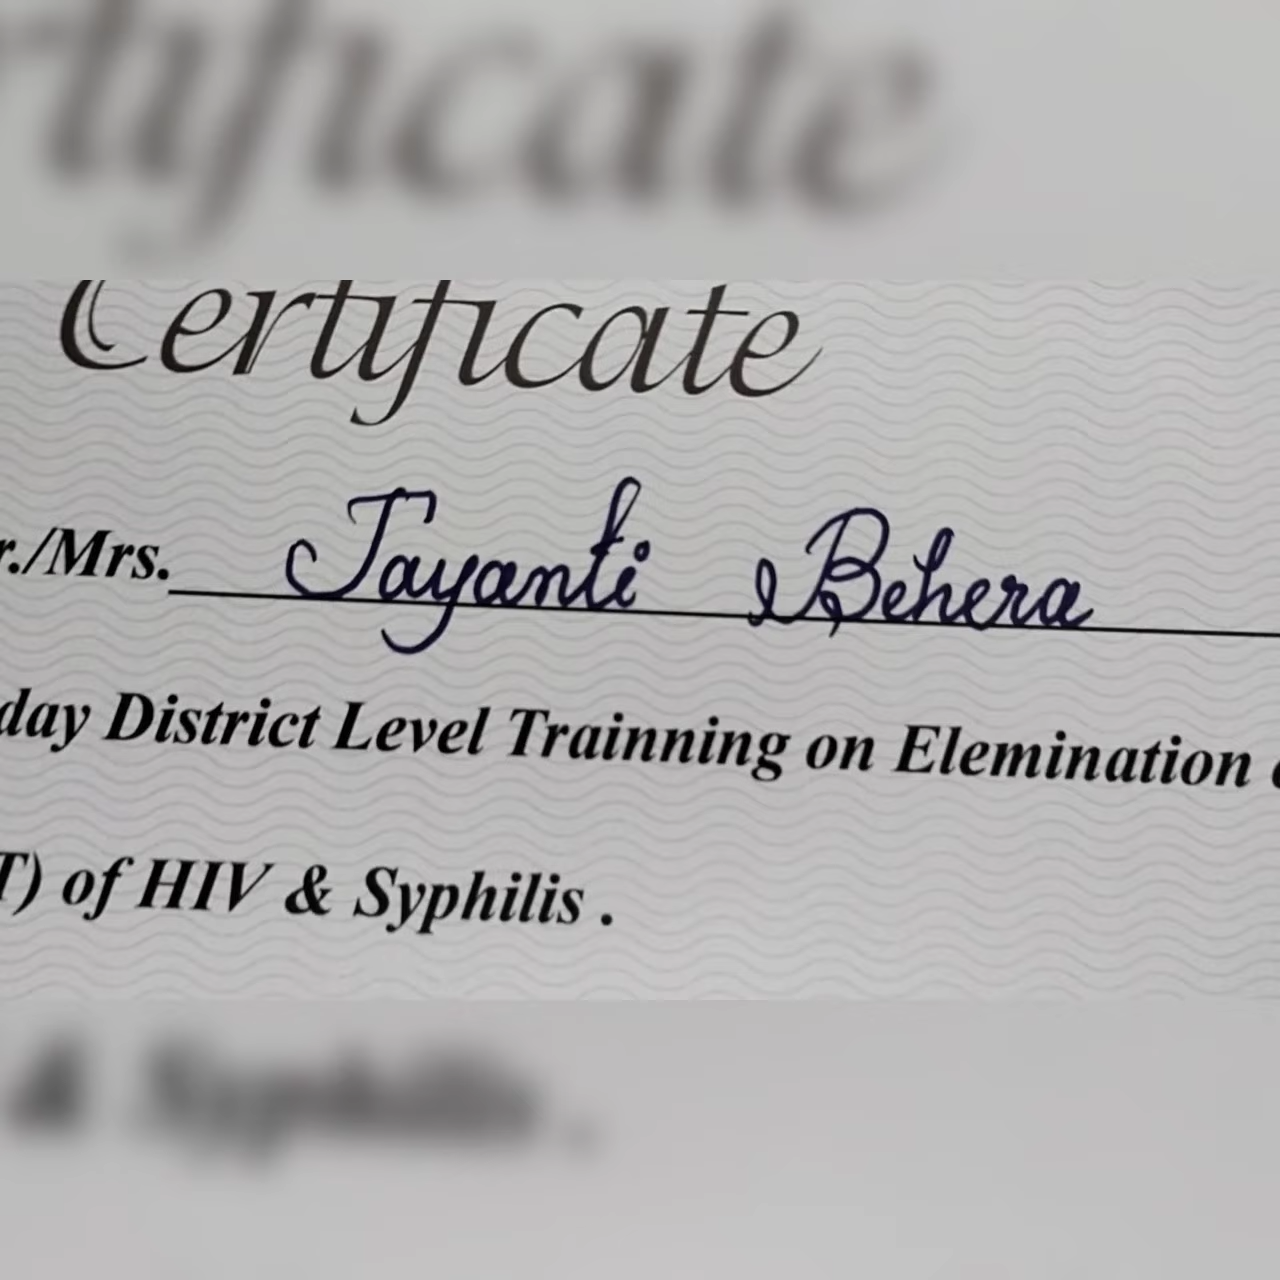 Certificate
r./Mrs. Jayanti Behera
day District Level Trainning on Elemination
T) of HIV & Syphilis .